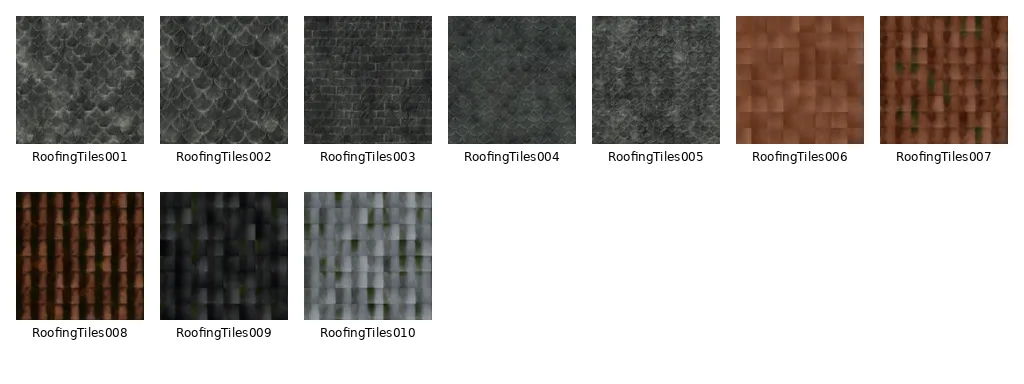 RoofingTiles001
RoofingTiles002
RoofingTiles003
RoofingTiles004
RoofingTiles005
RoofingTiles006
RoofingTiles007
RoofingTiles008
RoofingTiles009
RoofingTiles010